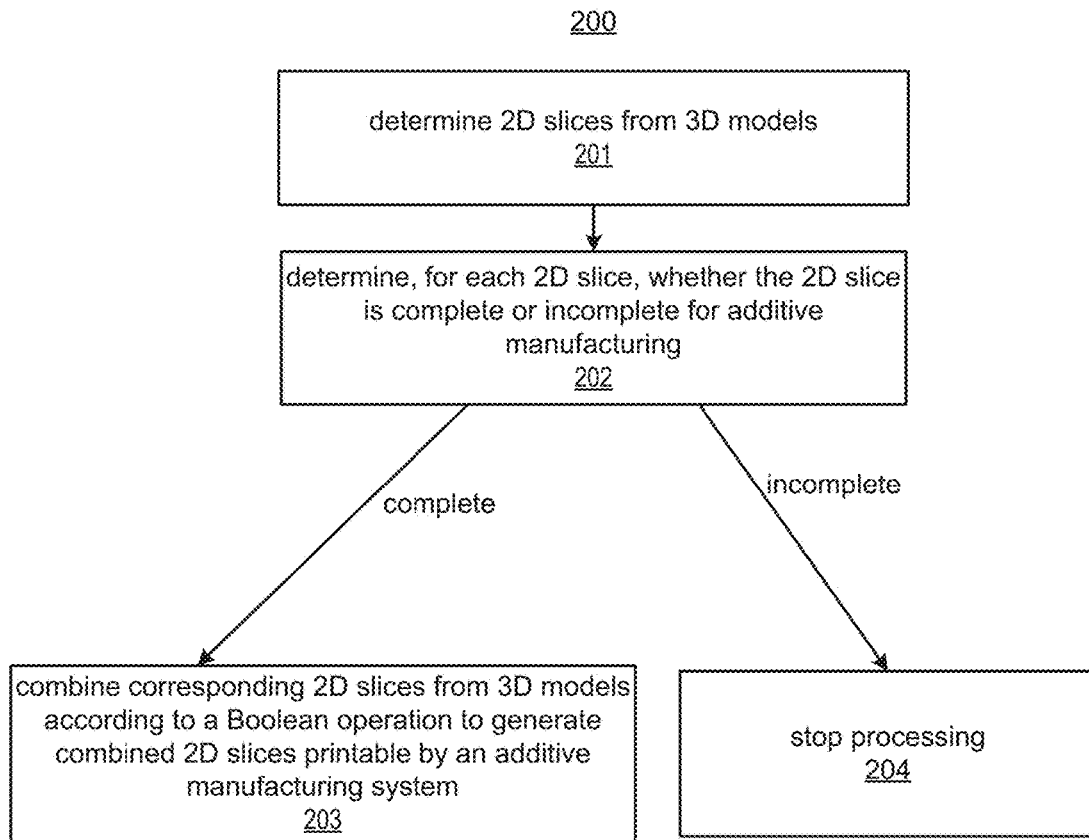 200
determine 2D slices from 3D models
201
determine, for each 2D slice, whether the 2D slice
is complete or incomplete for additive
manufacturing
202
complete
incomplete
combine corresponding 2D slices from 3D models
according to a Boolean operation to generate
combined 2D slices printable by an additive
manufacturing system
203
stop processing
204